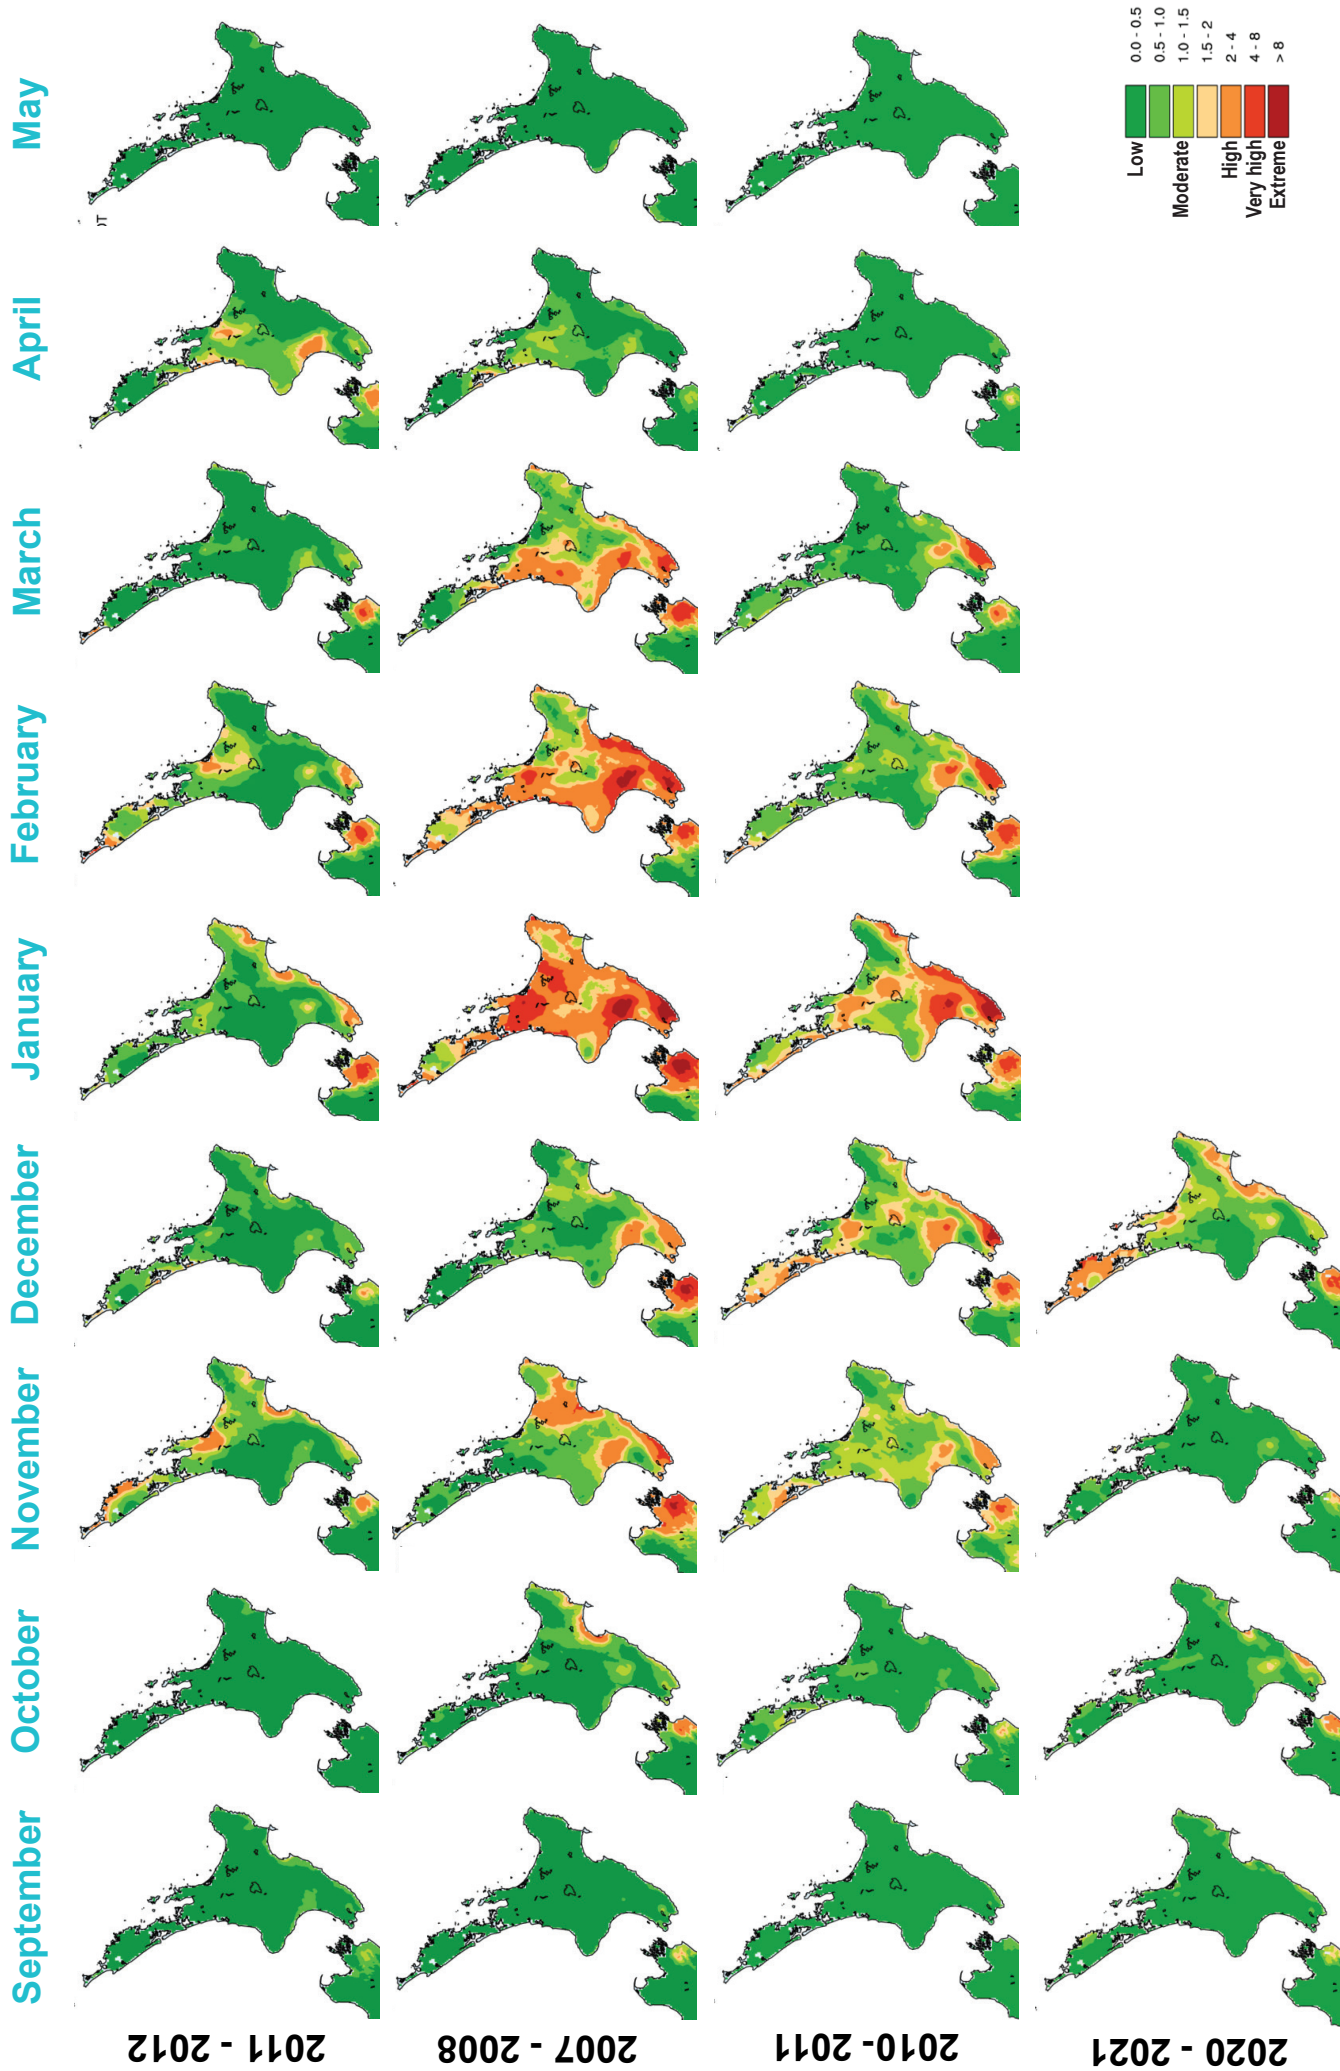 September
October
November
December
January
February
March
April
May
2011 - 2012
DT
2007 - 2008
2010- 2011
2020 - 2021
Low
Moderate
High
Very high
Extreme
0.0 - 0.5
0.5 - 1.0
1.0 - 1.5
1.5 - 2
2 - 4
4 - 8
> 8